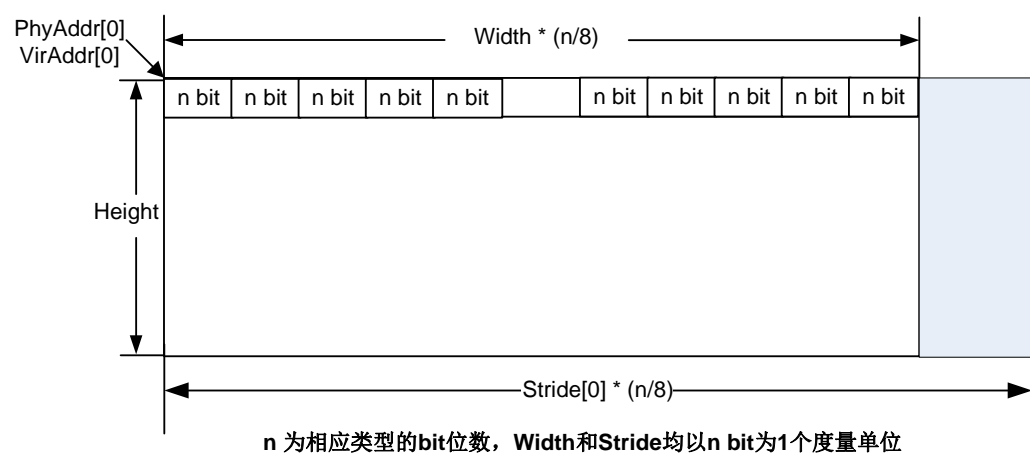 PhyAddr[0]
VirAddr[0]
Width * (n/8)
n bit n bit n bit n bit n bit n bit n bit n bit n bit n bit
Height
Stride[0] * (n/8)
n 为相应类型的bit位数，Width和Stride均以n bit为1个度量单位